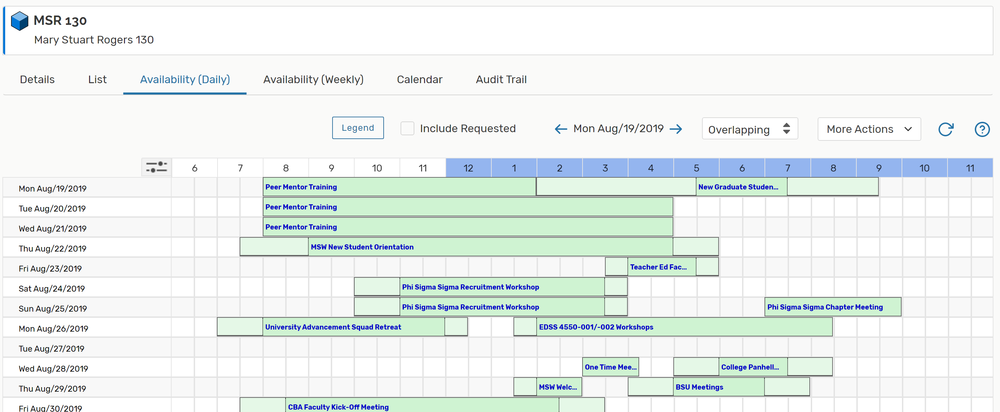 MSR 130
Mary Stuart Rogers 130
Details List Availability (Daily) Availability (Weekly) Calendar Audit Trail
Legend Include Requested Mon Aug/19/2019 Overlapping More Actions
6 7 8 9 10 11 12 1 2 3 4 5 6 7 8 9 10 11
Mon Aug/19/2019 Peer Mentor Training New Graduate Studen...
Tue Aug/20/2019 Peer Mentor Training
Wed Aug/21/2019 Peer Mentor Training
Thu Aug/22/2019 MSW New Student Orientation
Fri Aug/23/2019 Teacher Ed Fac...
Sat Aug/24/2019 Phi Sigma Sigma Recruitment Workshop
Sun Aug/25/2019 Phi Sigma Sigma Recruitment Workshop Phi Sigma Sigma Chapter Meeting
Mon Aug/26/2019 University Advancement Squad Retreat EDSS 4550-001/-002 Workshops
Tue Aug/27/2019
Wed Aug/28/2019 One Time Mee... College Panhell...
Thu Aug/29/2019 MSW Welc... BSU Meetings
Fri Aug/30/2019 CBA Faculty Kick-Off Meeting